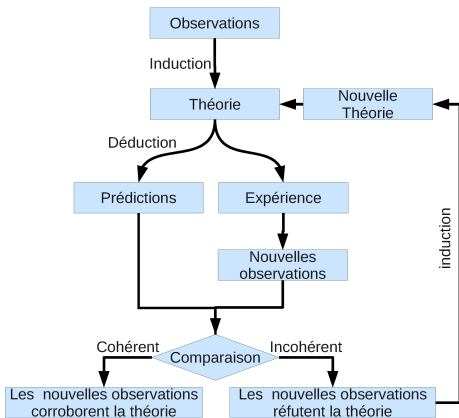 Observations
Induction
Théorie
Nouvelle
Théorie
Déduction
Prédictions
Expérience
Nouvelles
observations
induction
Cohérent
Incohérent
Comparaison
Les nouvelles observations
corroborent la théorie
Les nouvelles observations
réfutent la théorie